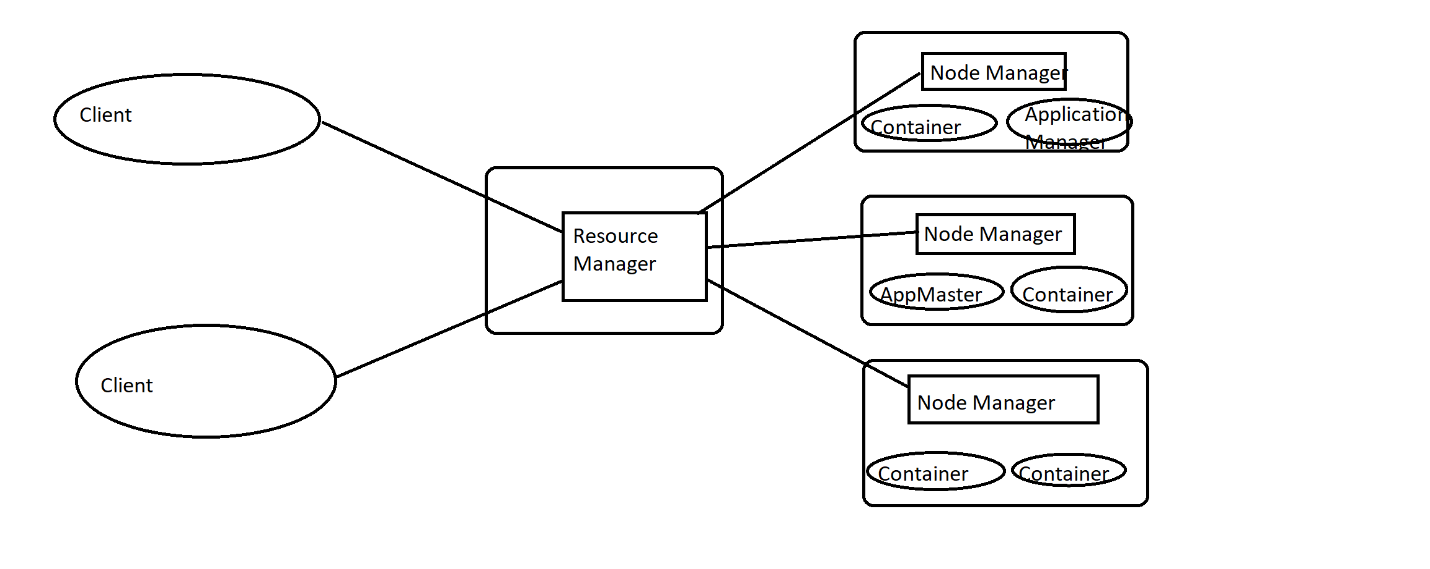 Client
Client
Resource
Manager
Node Manager
Container
Application
Manager
Node Manager
AppMaster
Container
Node Manager
Container
Container